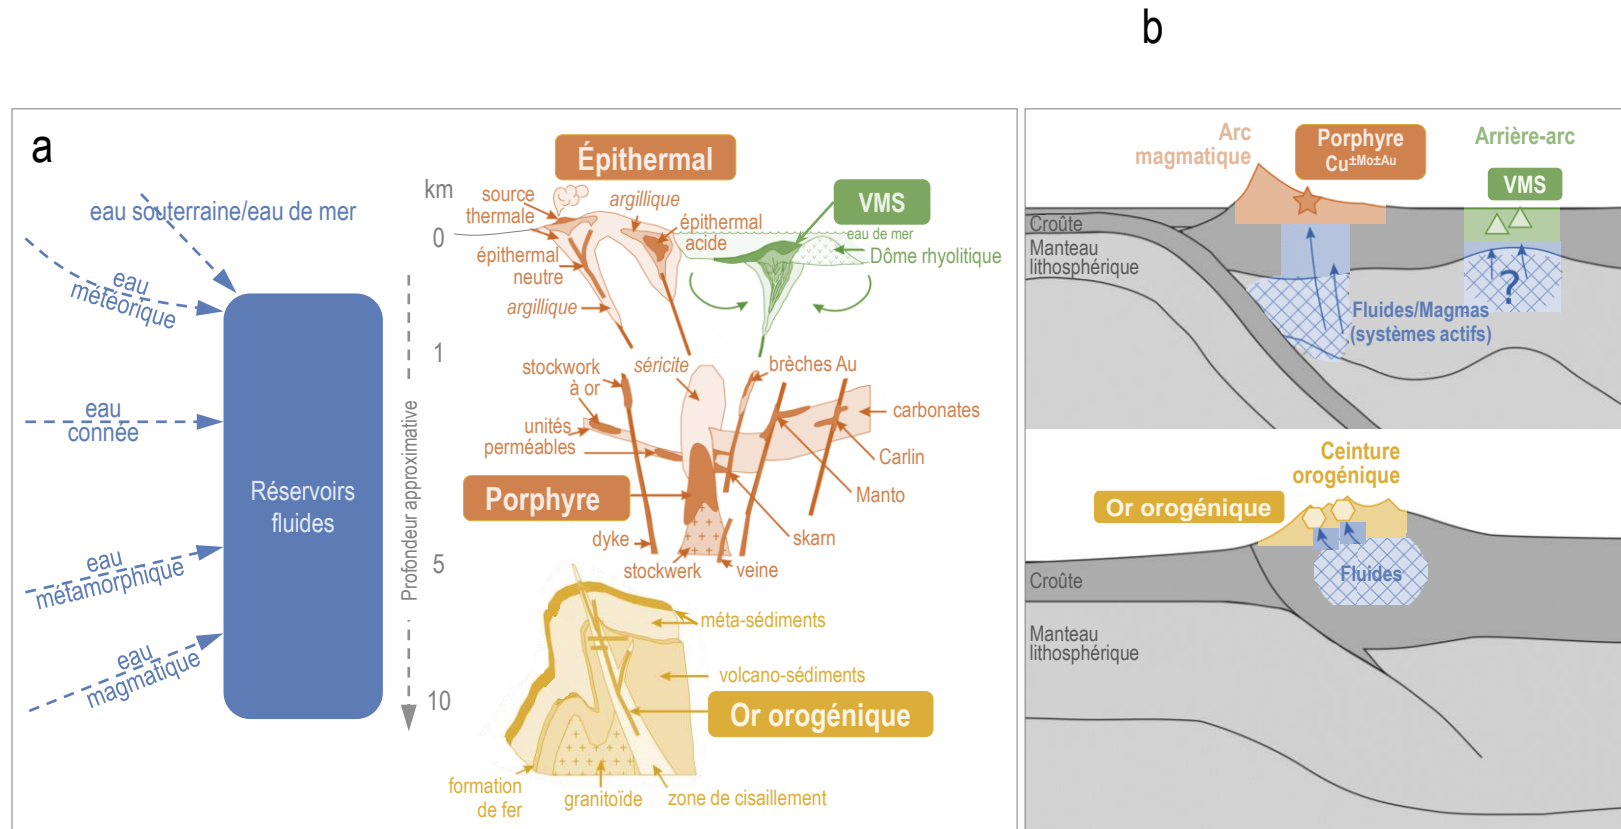 b
a
eau souterraine/eau de mer
eau
météorique
eau
connée
eau
métamorphique
eau
magmatique
Réservoirs
fluides
km
0
1
5
10
Profondeur approximative
Épithermal
source
thermale
argillique
épithermal
acide
épithermal
neutre
argillique
VMS
eau de mer
Dôme rhyolitique
stockwork
à or
séricite
brèches Au
unités
perméables
carbonates
Carlin
Manto
Porphyre
skarn
dyke
stockwerk
veine
méta-sédiments
volcano-sédiments
Or orogénique
formation
de fer
granitoïde
zone de cisaillement
Arc
magmatique
Porphyre
Cu±Mo±Au
Arrière-arc
VMS
Croûte
Manteau
lithosphérique
?
Fluides/Magmas
(systèmes actifs)
Ceinture
orogénique
Or orogénique
Fluides
Croûte
Manteau
lithosphérique